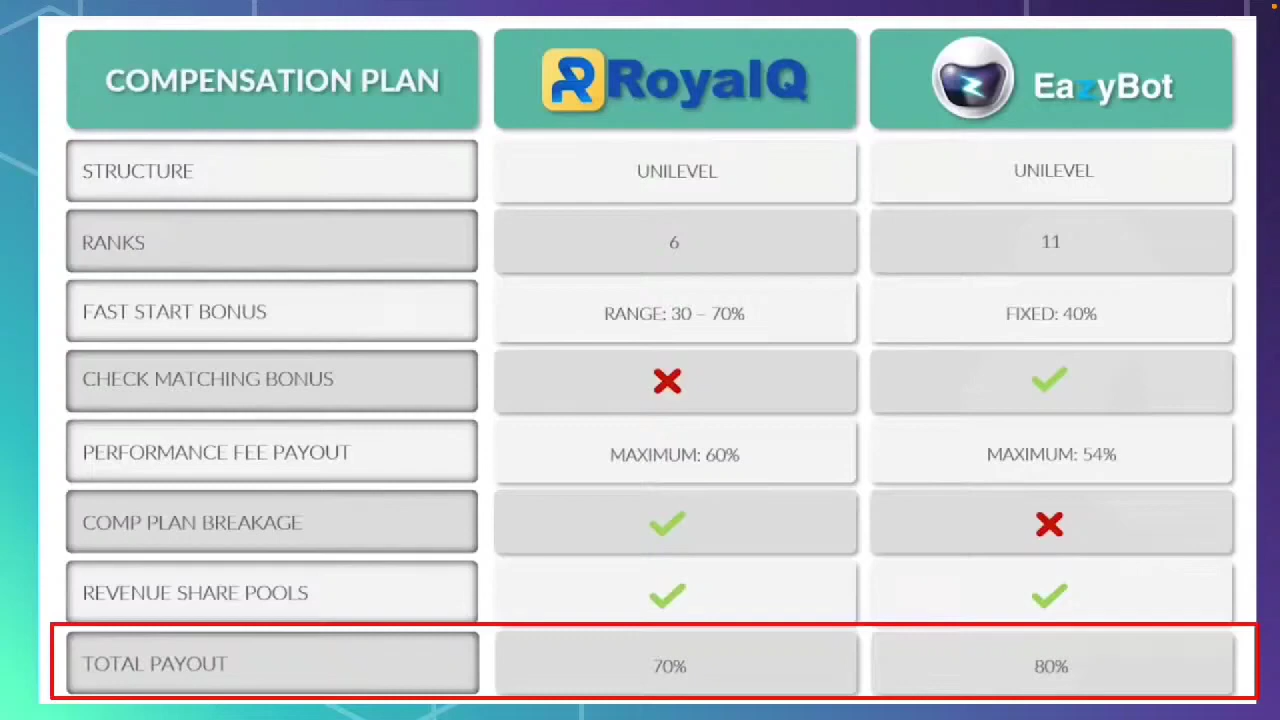 COMPENSATION PLAN
RoyalQ
EazyBot
STRUCTURE
UNILEVEL
UNILEVEL
RANKS
6
11
FAST START BONUS
RANGE: 30 – 70%
FIXED: 40%
CHECK MATCHING BONUS
PERFORMANCE FEE PAYOUT
MAXIMUM: 60%
MAXIMUM: 54%
COMP PLAN BREAKAGE
REVENUE SHARE POOLS
TOTAL PAYOUT
70%
80%